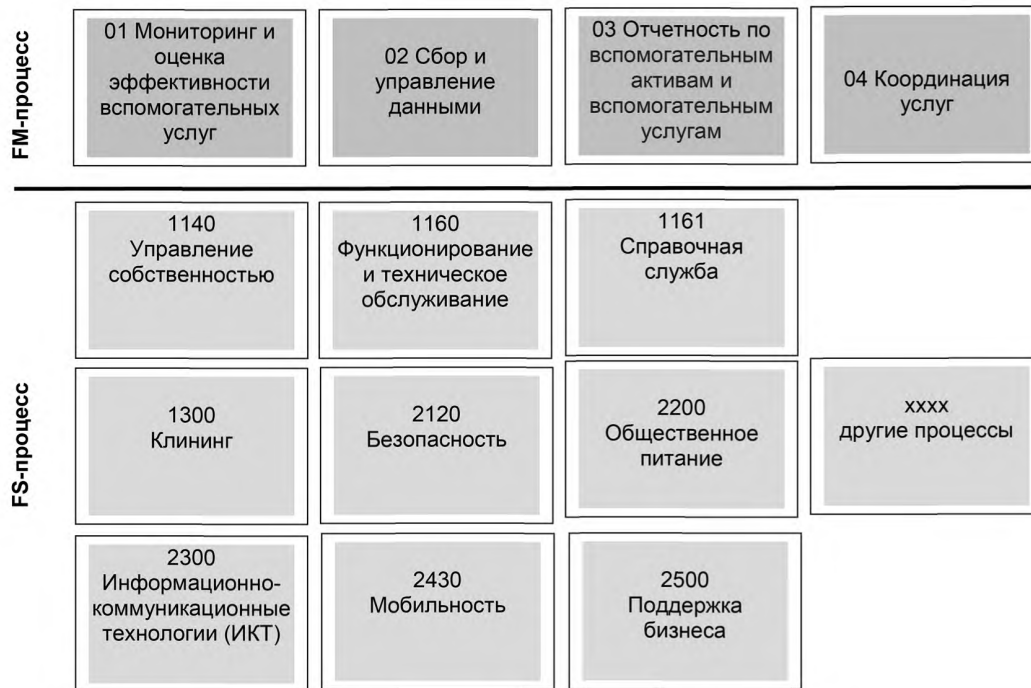 FM-процесс
01 Мониторинг и
оценка
эффективности
вспомогательных
услуг
02 Сбор и
управление
данными
03 Отчетность по
вспомогательным
активам и
вспомогательным
услугам
04 Координация
услуг
FS-процесс
1140
Управление
собственностью
1160
Функционирование
и техническое
обслуживание
1161
Справочная
служба
1300
Клининг
2120
Безопасность
2200
Общественное
питание
xxxx
другие процессы
2300
Информационно-
коммуникационные
технологии (ИКТ)
2430
Мобильность
2500
Поддержка
бизнеса